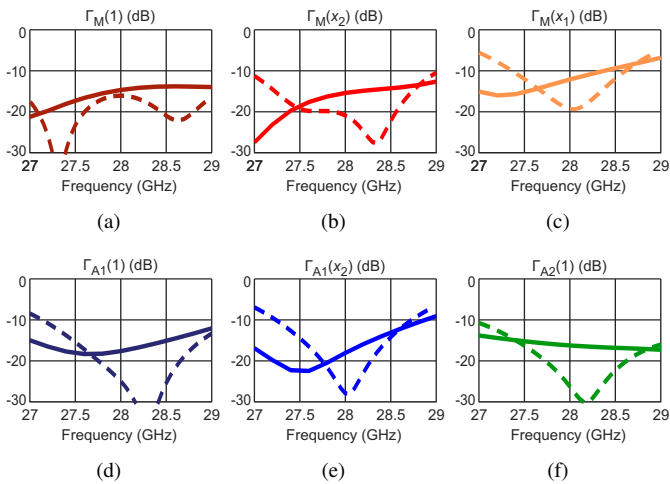 Γ_M(1) (dB)
0
-10
-20
-30
27 27.5 28 28.5 29
Frequency (GHz)
(a)
Γ_M(x_2) (dB)
0
-10
-20
-30
27 27.5 28 28.5 29
Frequency (GHz)
(b)
Γ_M(x_1) (dB)
0
-10
-20
-30
27 27.5 28 28.5 29
Frequency (GHz)
(c)
Γ_A1(1) (dB)
0
-10
-20
-30
27 27.5 28 28.5 29
Frequency (GHz)
(d)
Γ_A1(x_2) (dB)
0
-10
-20
-30
27 27.5 28 28.5 29
Frequency (GHz)
(e)
Γ_A2(1) (dB)
0
-10
-20
-30
27 27.5 28 28.5 29
Frequency (GHz)
(f)